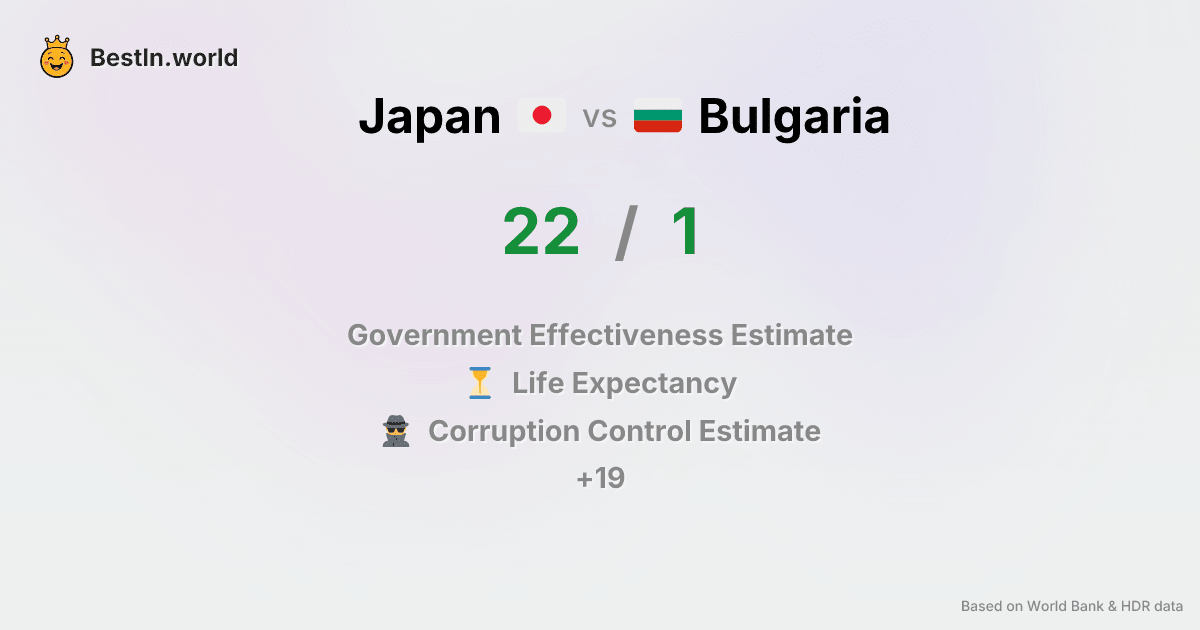 BestIn.world
Japan vs Bulgaria
22 / 1
Government Effectiveness Estimate
Life Expectancy
Corruption Control Estimate
+19
Based on World Bank & HDR data